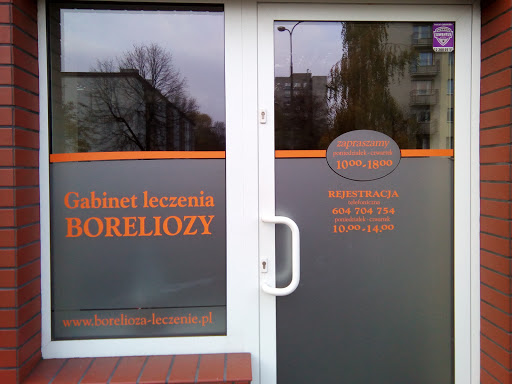 Gabinet leczenia
BORELIOZY
www.borelioza-leczenie.pl
zapraszamy
poniedziałek - czwartek
10.00 - 18.00
REJESTRACJA
telefoniczna
604 704 754
poniedziałek - czwartek
10.00 - 14.00